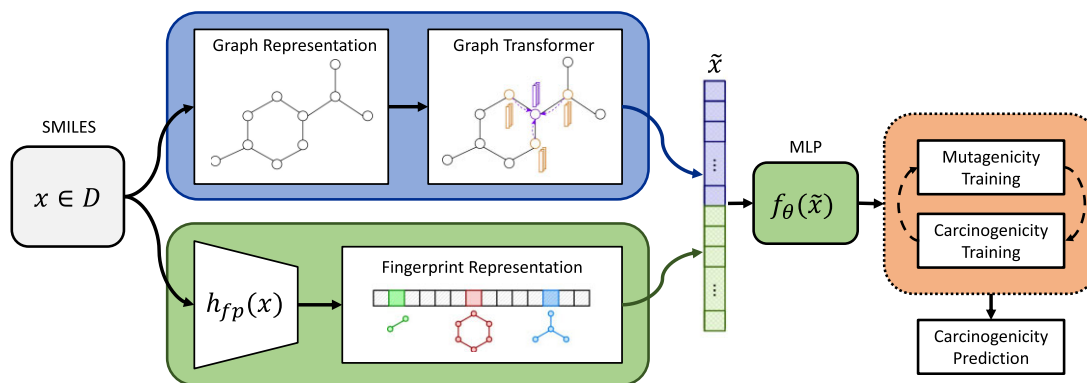 SMILES
x ∈ D
Graph Representation
Graph Transformer
h_fp(x)
Fingerprint Representation
x̃
...
...
MLP
f_θ(x̃)
Mutagenicity
Training
Carcinogenicity
Training
Carcinogenicity
Prediction